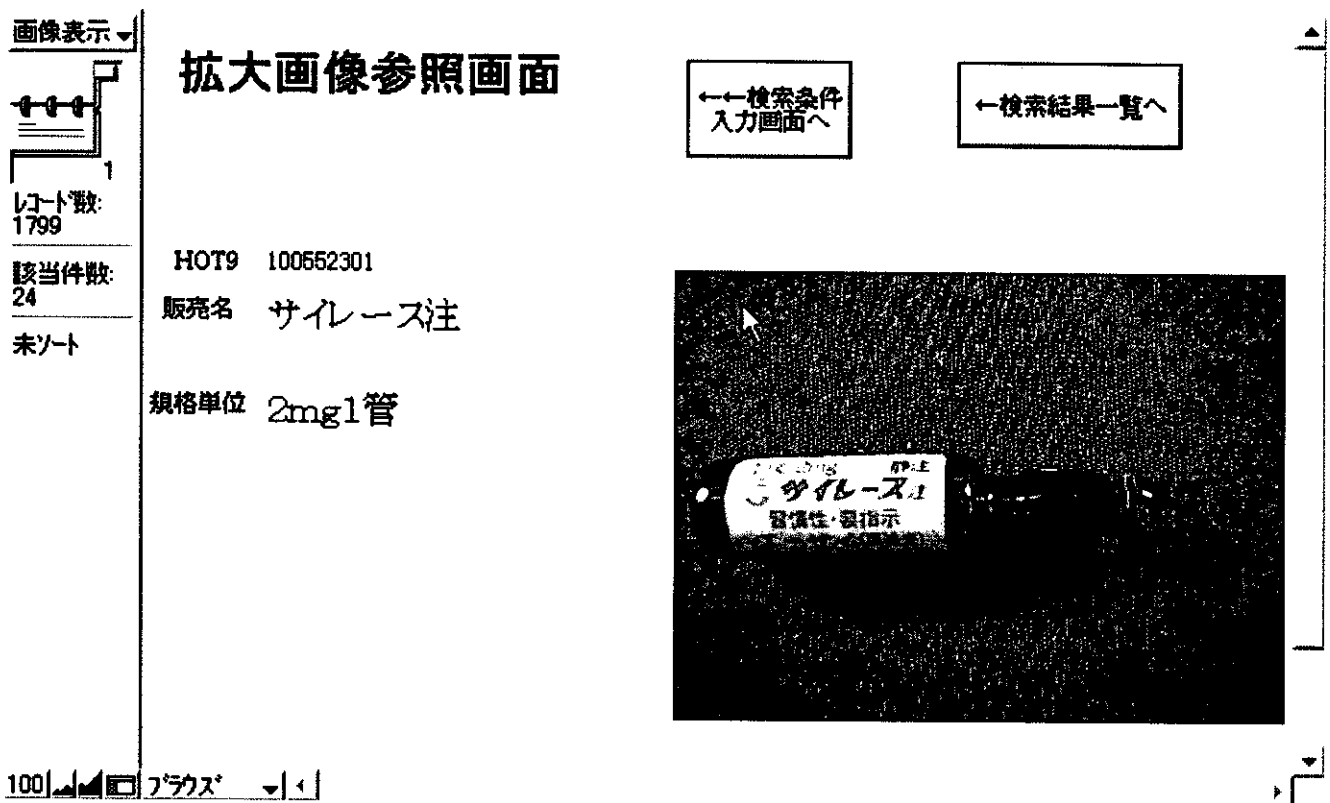 画像表示
拡大画像参照画面
←←検索条件
入力画面へ
←検索結果一覧へ
1
レコード数:
1799
該当件数:
24
未ソート
HOT9 100552301
販売名 サイレース注
規格単位 2mg1管
静注
サイレース注
習慣性・要指示
100
ブラウズ